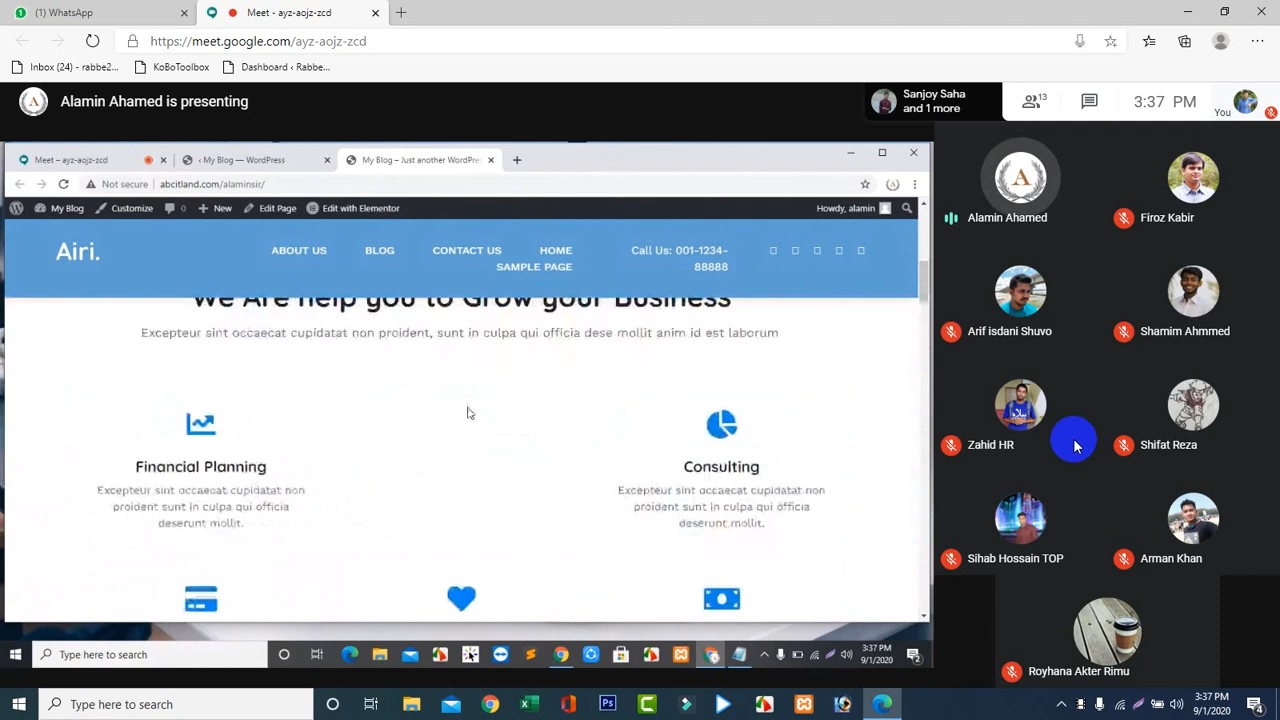 (1) WhatsApp
Meet - ayz-aojz-zcd
https://meet.google.com/ayz-aojz-zcd
Inbox (24) - rabbe2...
KoBoToolbox
Dashboard ‹ Rabbe...
Alamin Ahamed is presenting
Sanjoy Saha
and 1 more
13
3:37 PM
You
Meet – ayz-aojz-zcd
‹ My Blog — WordPress
My Blog – Just another WordPres
Not secure
abcitland.com/alaminsir/
My Blog
Customize
0
New
Edit Page
Edit with Elementor
Howdy, alamin
Airi.
ABOUT US
BLOG
CONTACT US
HOME
SAMPLE PAGE
Call Us: 001-1234-
88888
We Are help you to Grow your Business
Excepteur sint occaecat cupidatat non proident, sunt in culpa qui officia dese mollit anim id est laborum
Financial Planning
Excepteur sint occaecat cupidatat non
proident sunt in culpa qui officia
deserunt mollit.
Consulting
Excepteur sint occaecat cupidatat non
proident sunt in culpa qui officia
deserunt mollit.
Type here to search
3:37 PM
9/1/2020
2
A
Alamin Ahamed
Firoz Kabir
Arif isdani Shuvo
Shamim Ahmmed
Zahid HR
Shifat Reza
Sihab Hossain TOP
Arman Khan
Royhana Akter Rimu
Type here to search
Ps
3:37 PM
9/1/2020
4